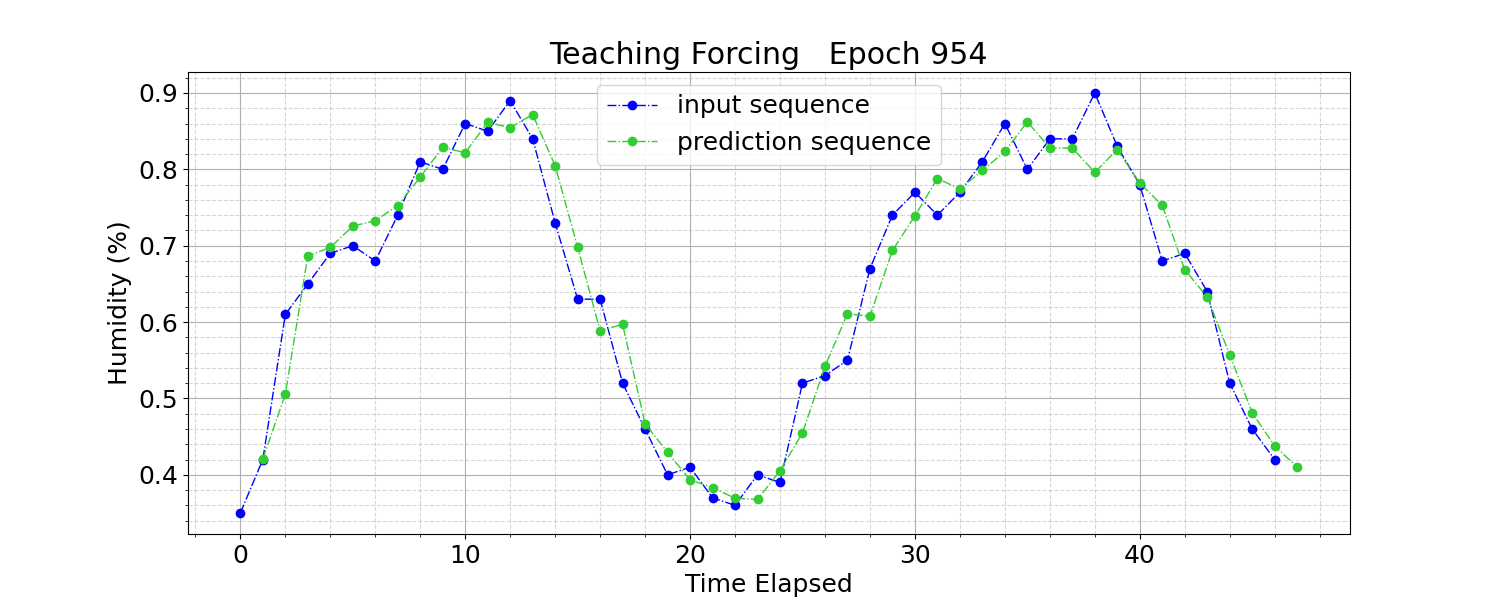 Teaching Forcing   Epoch 954
input sequence
prediction sequence
Humidity (%)
0.9
0.8
0.7
0.6
0.5
0.4
0 10 20 30 40
Time Elapsed